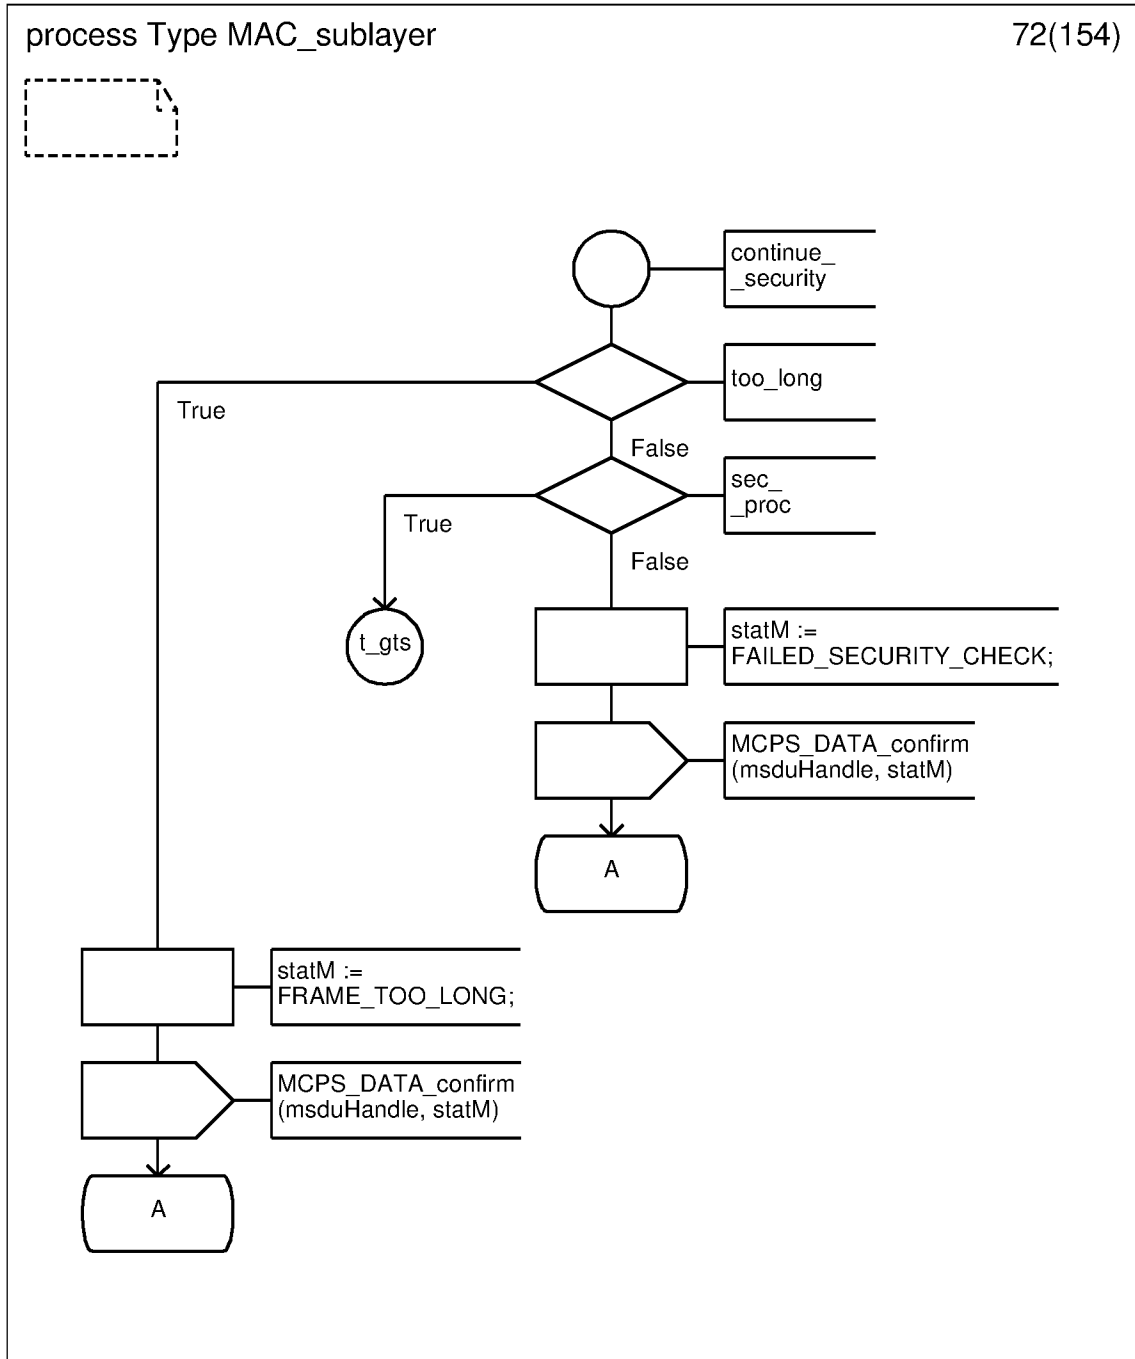 process Type MAC_sublayer
72(154)
continue_
_security
too_long
True
False
sec_
_proc
True
False
t_gts
statM :=
FAILED_SECURITY_CHECK;
MCPS_DATA_confirm
(msduHandle, statM)
A
statM :=
FRAME_TOO_LONG;
MCPS_DATA_confirm
(msduHandle, statM)
A